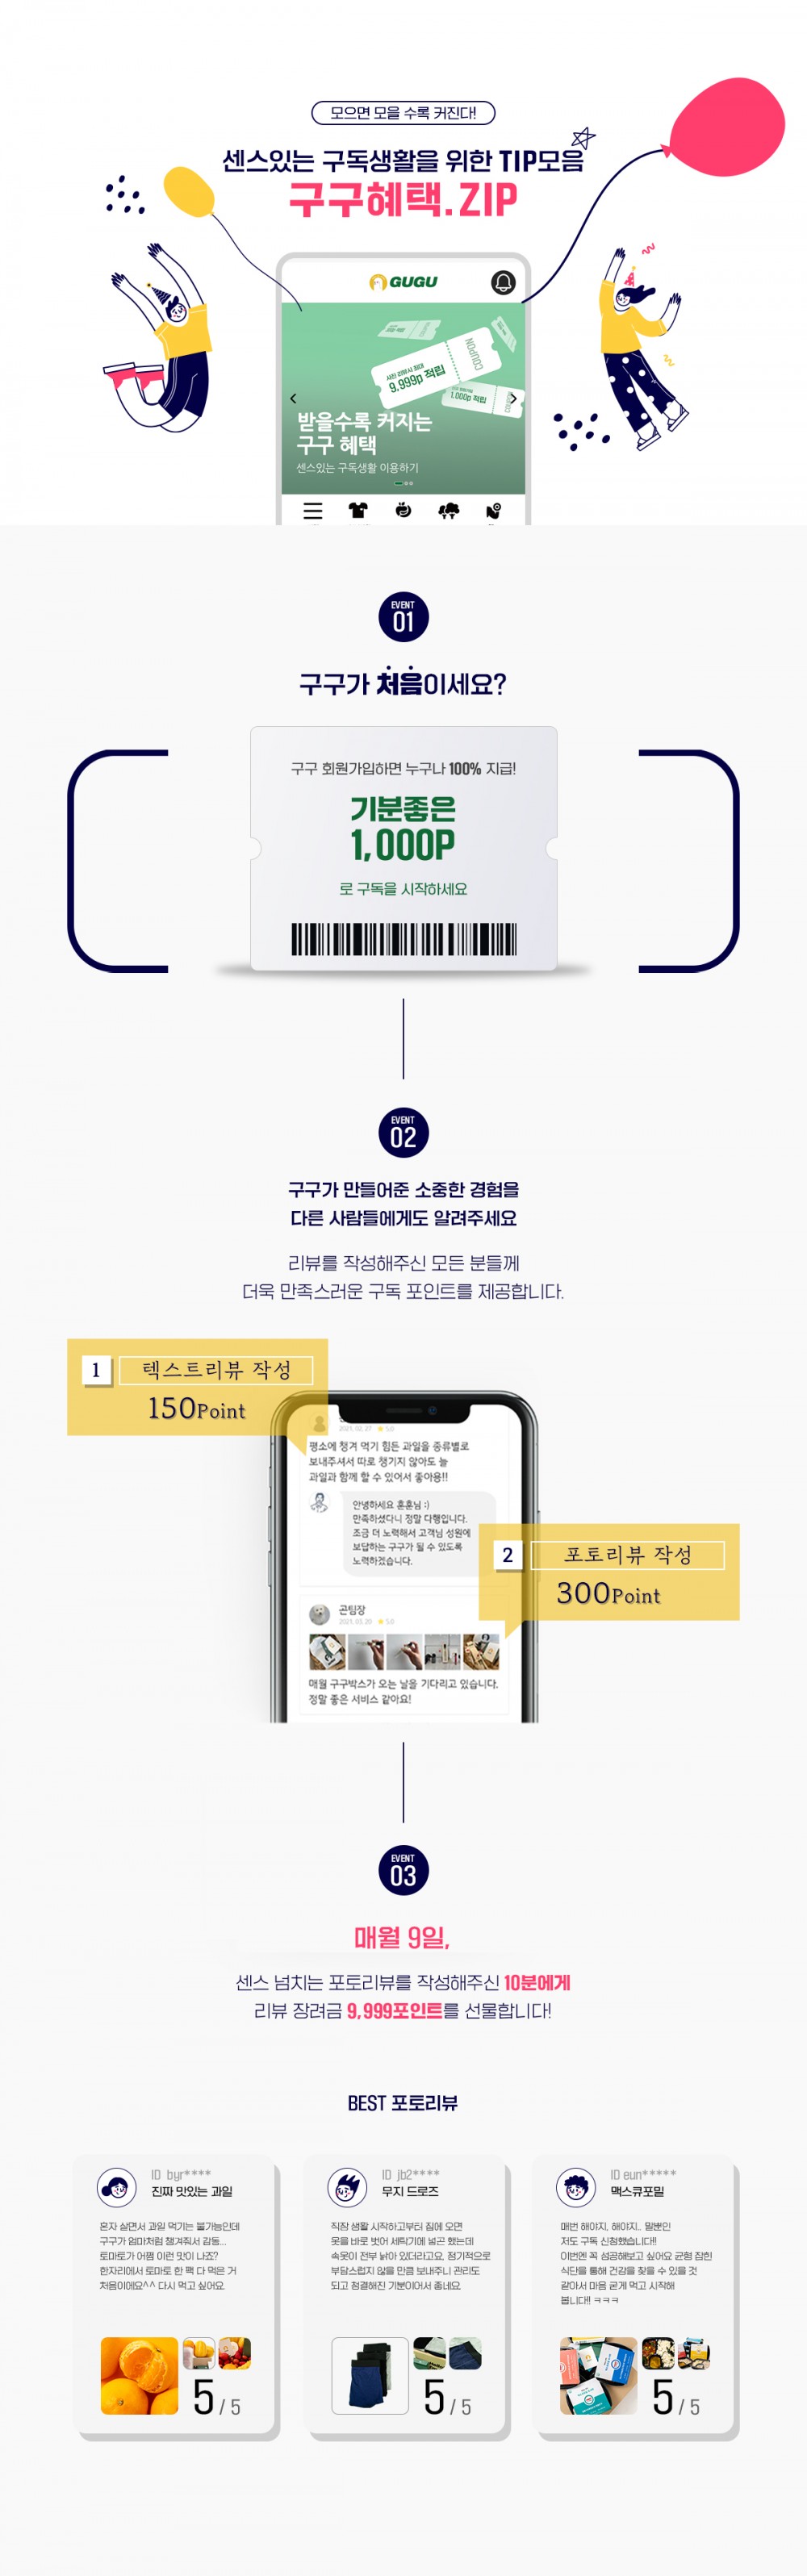 모으면 모을 수록 커진다!
센스있는 구독생활을 위한 TIP모음
구구혜택.ZIP
GUGU
COUPON
사진 리뷰시 최대
9,999p 적립
1,000p 적립
받을수록 커지는
구구 혜택
센스있는 구독생활 이용하기
EVENT
01
구구가 처음이세요?
구구 회원가입하면 누구나 100% 지급!
기분좋은
1,000P
로 구독을 시작하세요
EVENT
02
구구가 만들어준 소중한 경험을
다른 사람들에게도 알려주세요
리뷰를 작성해주신 모든 분들께
더욱 만족스러운 구독 포인트를 제공합니다.
1 텍스트리뷰 작성
150Point
2021. 02. 27 5.0
평소에 챙겨 먹기 힘든 과일을 종류별로
보내주셔서 따로 챙기지 않아도 늘
과일과 함께 할 수 있어서 좋아용!!
안녕하세요 훈훈님 :)
만족하셨다니 정말 다행입니다.
조금 더 노력해서 고객님 성원에
보답하는 구구가 될 수 있도록
노력하겠습니다.
2 포토리뷰 작성
300Point
곤팀장
2021. 03. 20 5.0
매월 구구박스가 오는 날을 기다리고 있습니다.
정말 좋은 서비스 같아요!
EVENT
03
매월 9일,
센스 넘치는 포토리뷰를 작성해주신 10분에게
리뷰 장려금 9,999포인트를 선물합니다!
BEST 포토리뷰
ID byr****
진짜 맛있는 과일
혼자 살면서 과일 먹기는 불가능인데
구구가 엄마처럼 챙겨줘서 감동...
토마토가 어쩜 이런 맛이 나죠?
한자리에서 토마토 한 팩 다 먹은 거
처음이에요^^ 다시 먹고 싶어요.
5 / 5
ID jb2****
무지 드로즈
직장 생활 시작하고부터 집에 오면
옷을 바로 벗어 세탁기에 넣곤 했는데
속옷이 전부 낡아 있더라고요, 정기적으로
부담스럽지 않을 만큼 보내주니 관리도
되고 청결해진 기분이어서 좋네요.
5 / 5
ID eun*****
맥스큐포밀
매번 해야지, 해야지.. 말뿐인
저도 구독 신청했습니다!!
이번엔 꼭 성공해보고 싶어요 균형 잡힌
식단을 통해 건강을 찾을 수 있을 것
같아서 마음 굳게 먹고 시작해
봅니다!! ㅋㅋㅋ
5 / 5